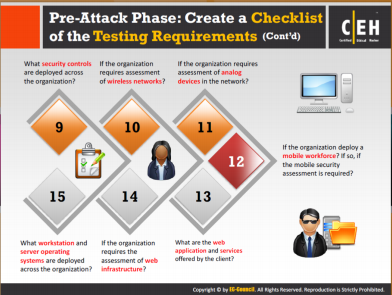 Pre-Attack Phase: Create a Checklist
of the Testing Requirements (Cont'd)
C|EH
Certified Ethical Hacker
What security controls
are deployed across
the organization?
If the organization
requires assessment
of wireless networks?
If the organization requires
assessment of analog
devices in the network?
9
10
11
12
If the organization deploy a
mobile workforce? If so, if
the mobile security
assessment is required?
15
14
13
What workstation and
server operating
systems are deployed
across the organization?
If the organization
requires the
assessment of web
infrastructure?
What are the web
application and services
offered by the client?
Copyright © by EC-Council. All Rights Reserved. Reproduction is Strictly Prohibited.